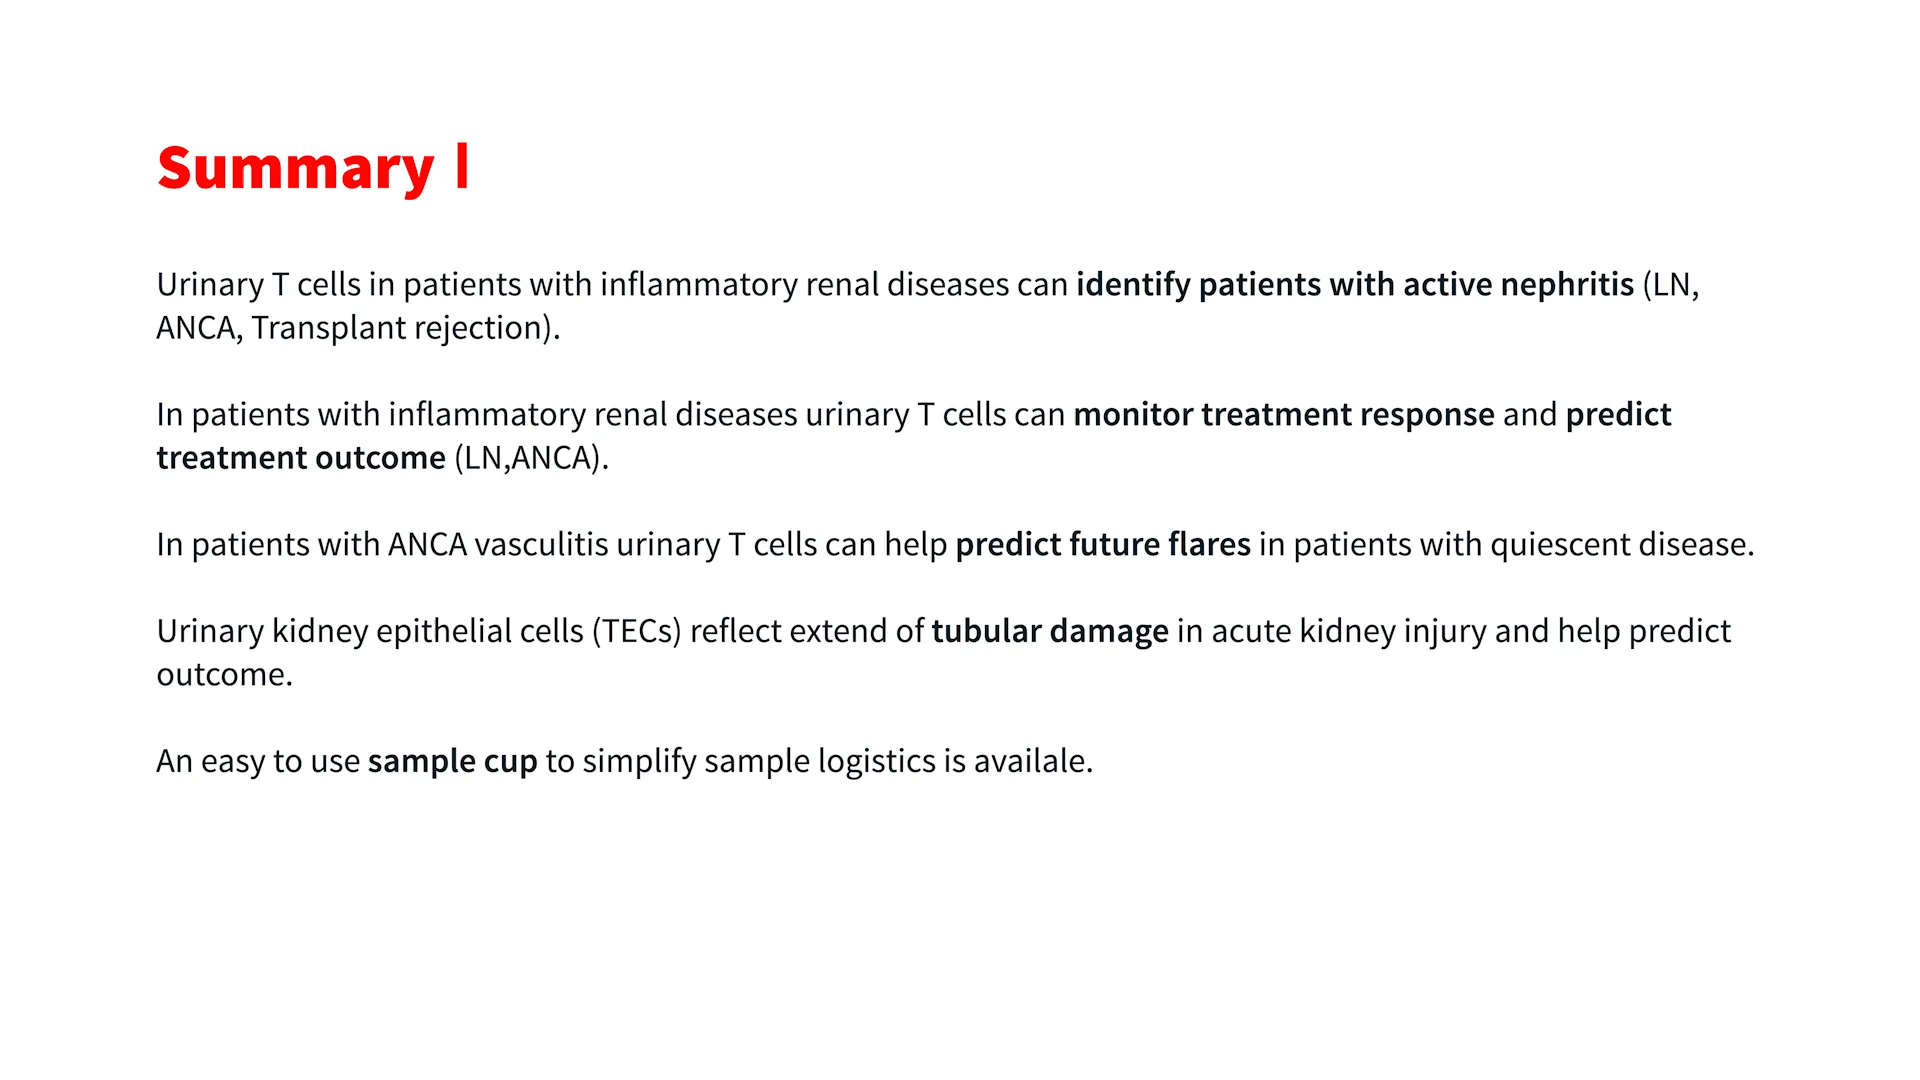 Summary I
Urinary T cells in patients with inflammatory renal diseases can identify patients with active nephritis (LN,
ANCA, Transplant rejection).
In patients with inflammatory renal diseases urinary T cells can monitor treatment response and predict
treatment outcome (LN,ANCA).
In patients with ANCA vasculitis urinary T cells can help predict future flares in patients with quiescent disease.
Urinary kidney epithelial cells (TECs) reflect extend of tubular damage in acute kidney injury and help predict
outcome.
An easy to use sample cup to simplify sample logistics is availale.